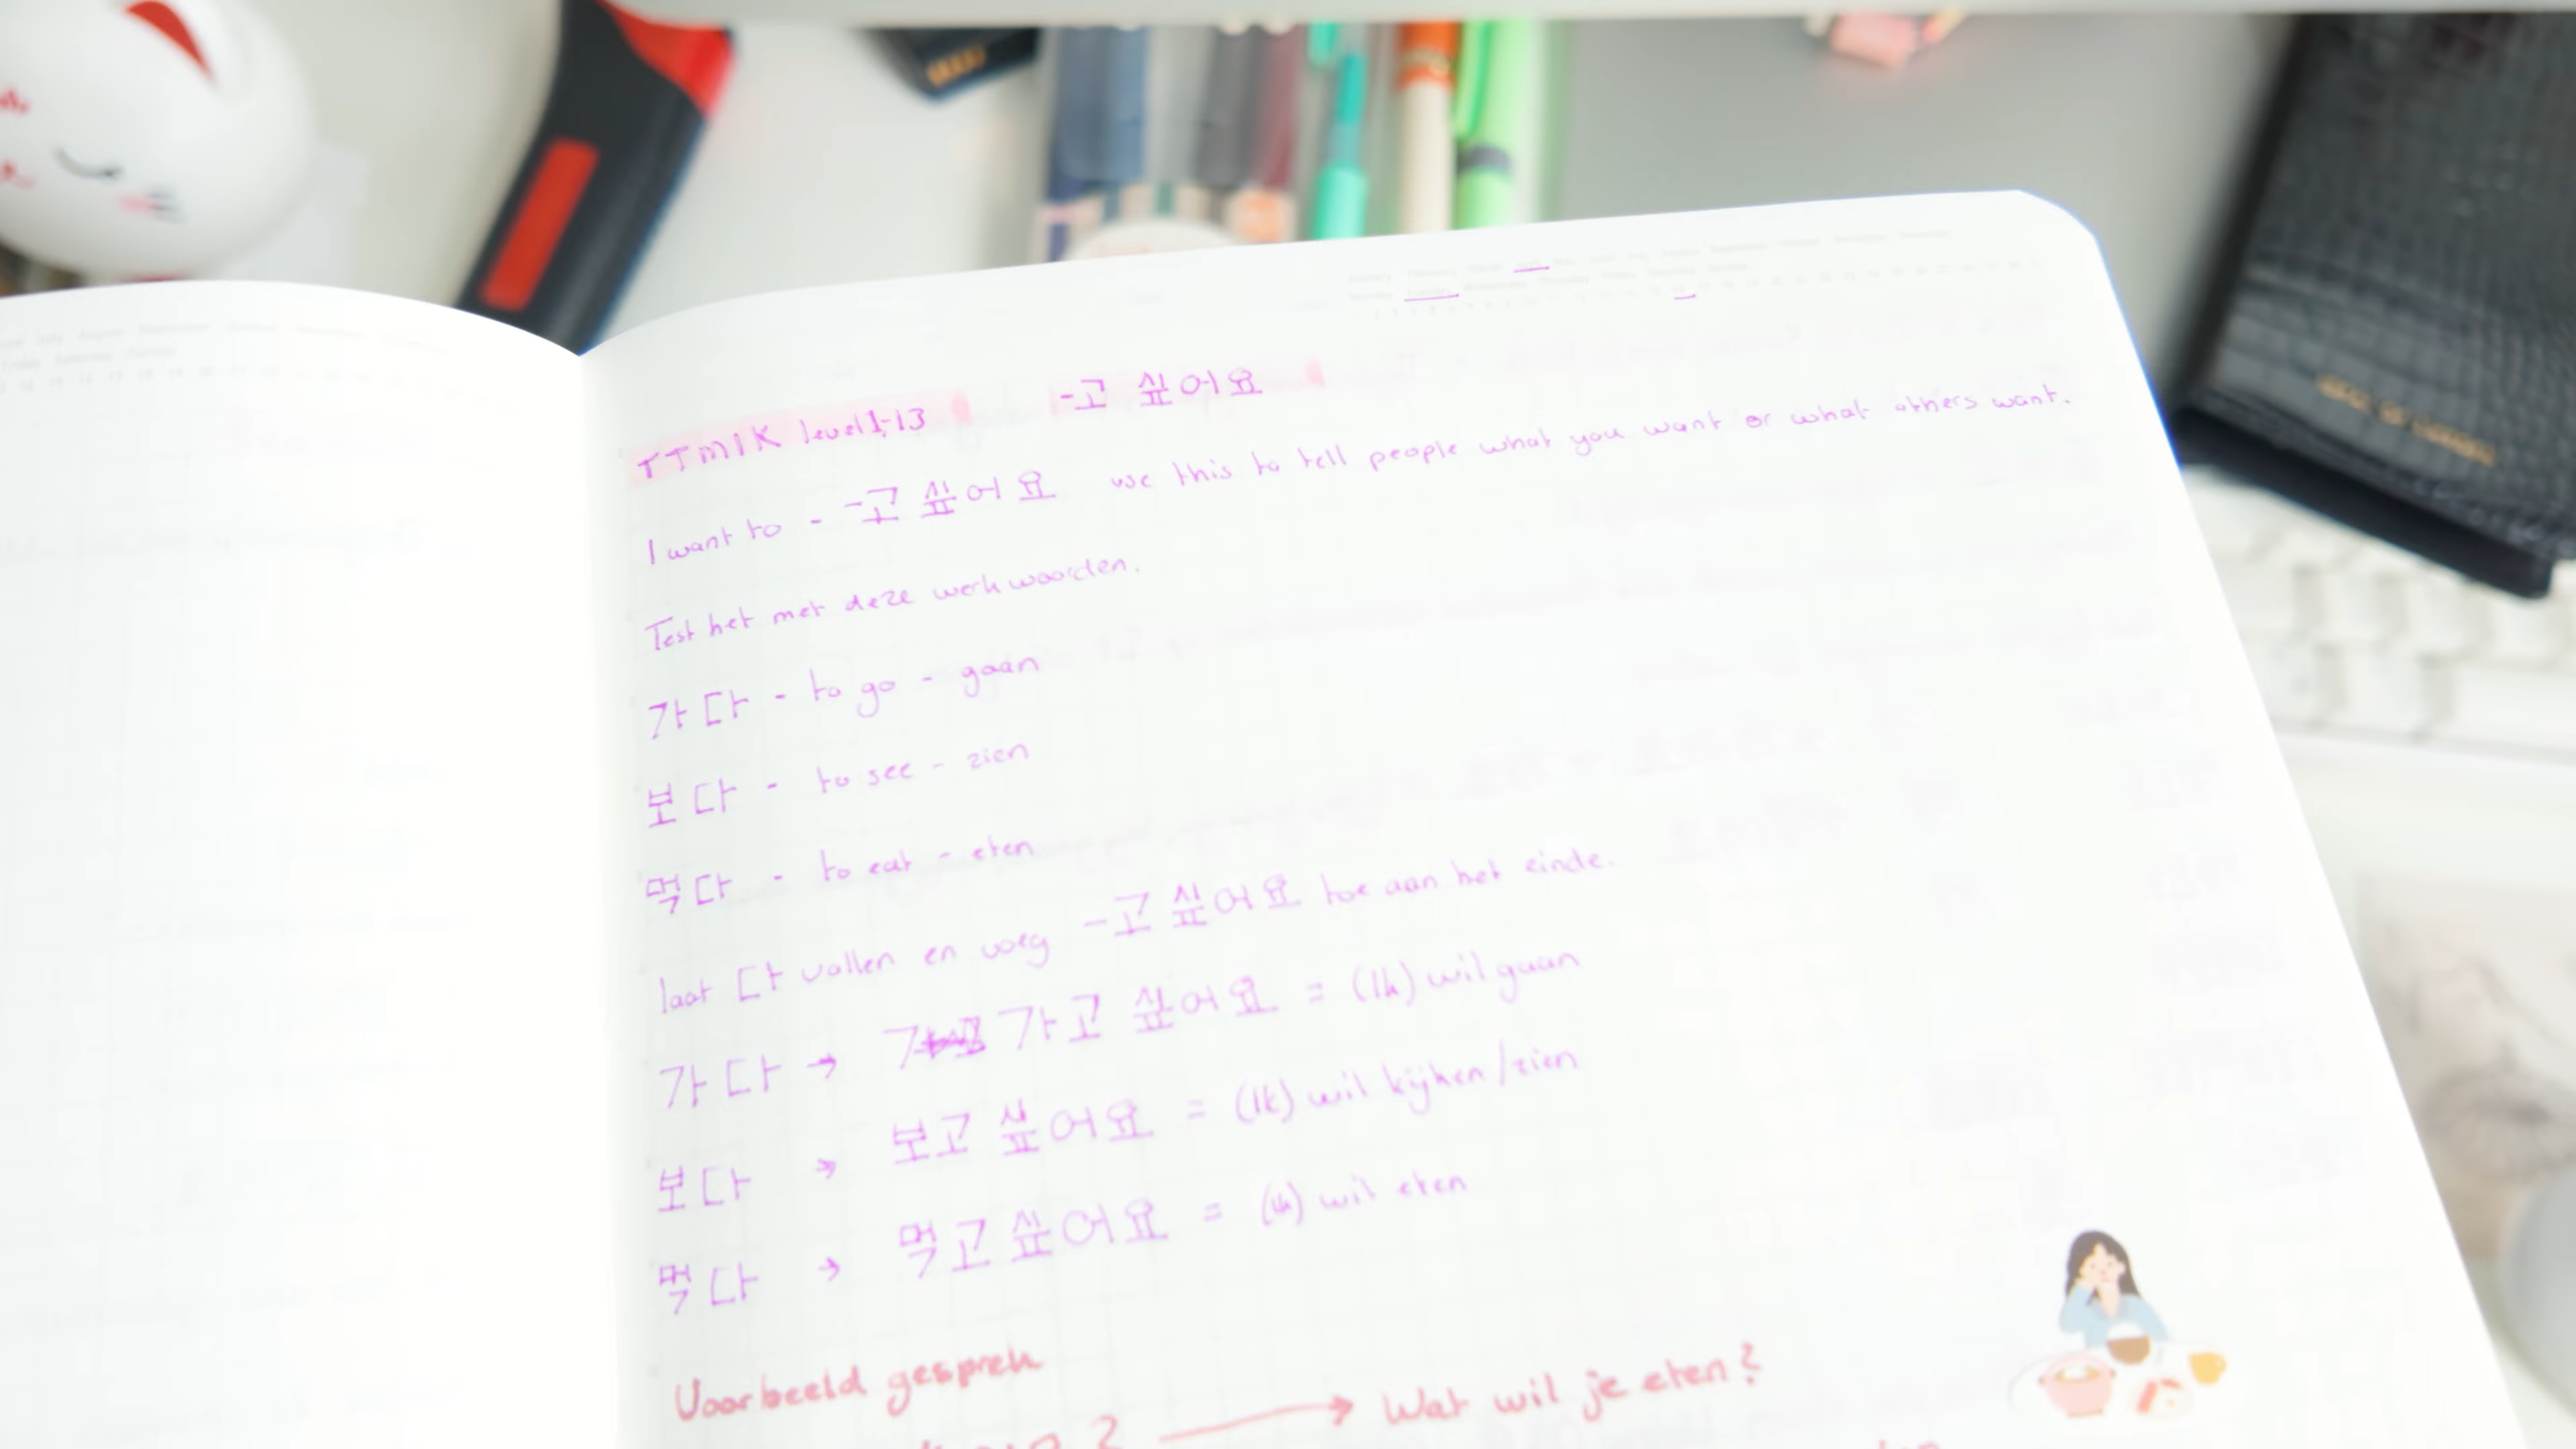 TTMIK level 1-13 -고 싶어요
I want to - -고 싶어요 use this to tell people what you want or what others want.
Test het met deze werkwoorden.
가다 - to go - gaan
보다 - to see - zien
먹다 - to eat - eten
laat 다 vallen en voeg -고 싶어요 toe aan het einde.
가다 → 가고 싶어요 = (Ik) wil gaan
보다 → 보고 싶어요 = (Ik) wil kijken/zien
먹다 → 먹고 싶어요 = (Ik) wil eten
Voorbeeld gesprek
? → Wat wil je eten?